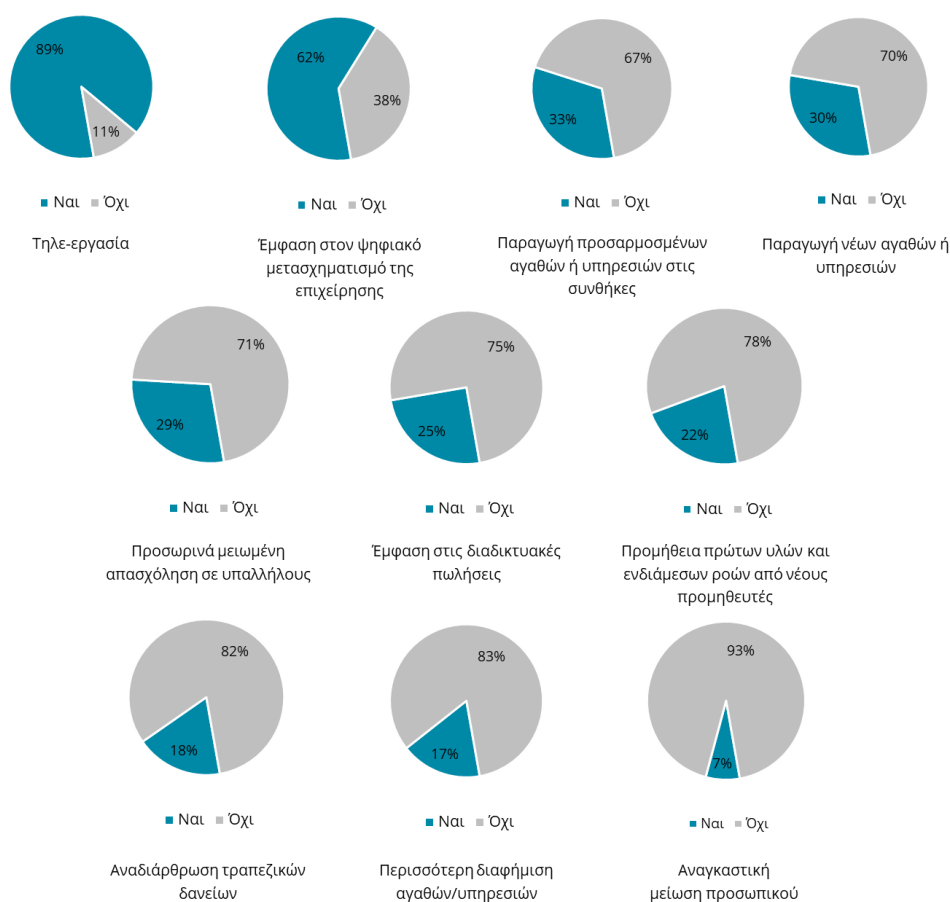 89%
11%
Ναι Όχι
Τηλε-εργασία
62%
38%
Ναι Όχι
Έμφαση στον ψηφιακό
μετασχηματισμό της
επιχείρησης
67%
33%
Ναι Όχι
Παραγωγή προσαρμοσμένων
αγαθών ή υπηρεσιών στις
συνθήκες
70%
30%
Ναι Όχι
Παραγωγή νέων αγαθών ή
υπηρεσιών
71%
29%
Ναι Όχι
Προσωρινά μειωμένη
απασχόληση σε υπαλλήλους
75%
25%
Ναι Όχι
Έμφαση στις διαδικτυακές
πωλήσεις
78%
22%
Ναι Όχι
Προμήθεια πρώτων υλών και
ενδιάμεσων ροών από νέους
προμηθευτές
82%
18%
Ναι Όχι
Αναδιάρθρωση τραπεζικών
δανείων
83%
17%
Ναι Όχι
Περισσότερη διαφήμιση
αγαθών/υπηρεσιών
93%
7%
Ναι Όχι
Αναγκαστική
μείωση προσωπικού